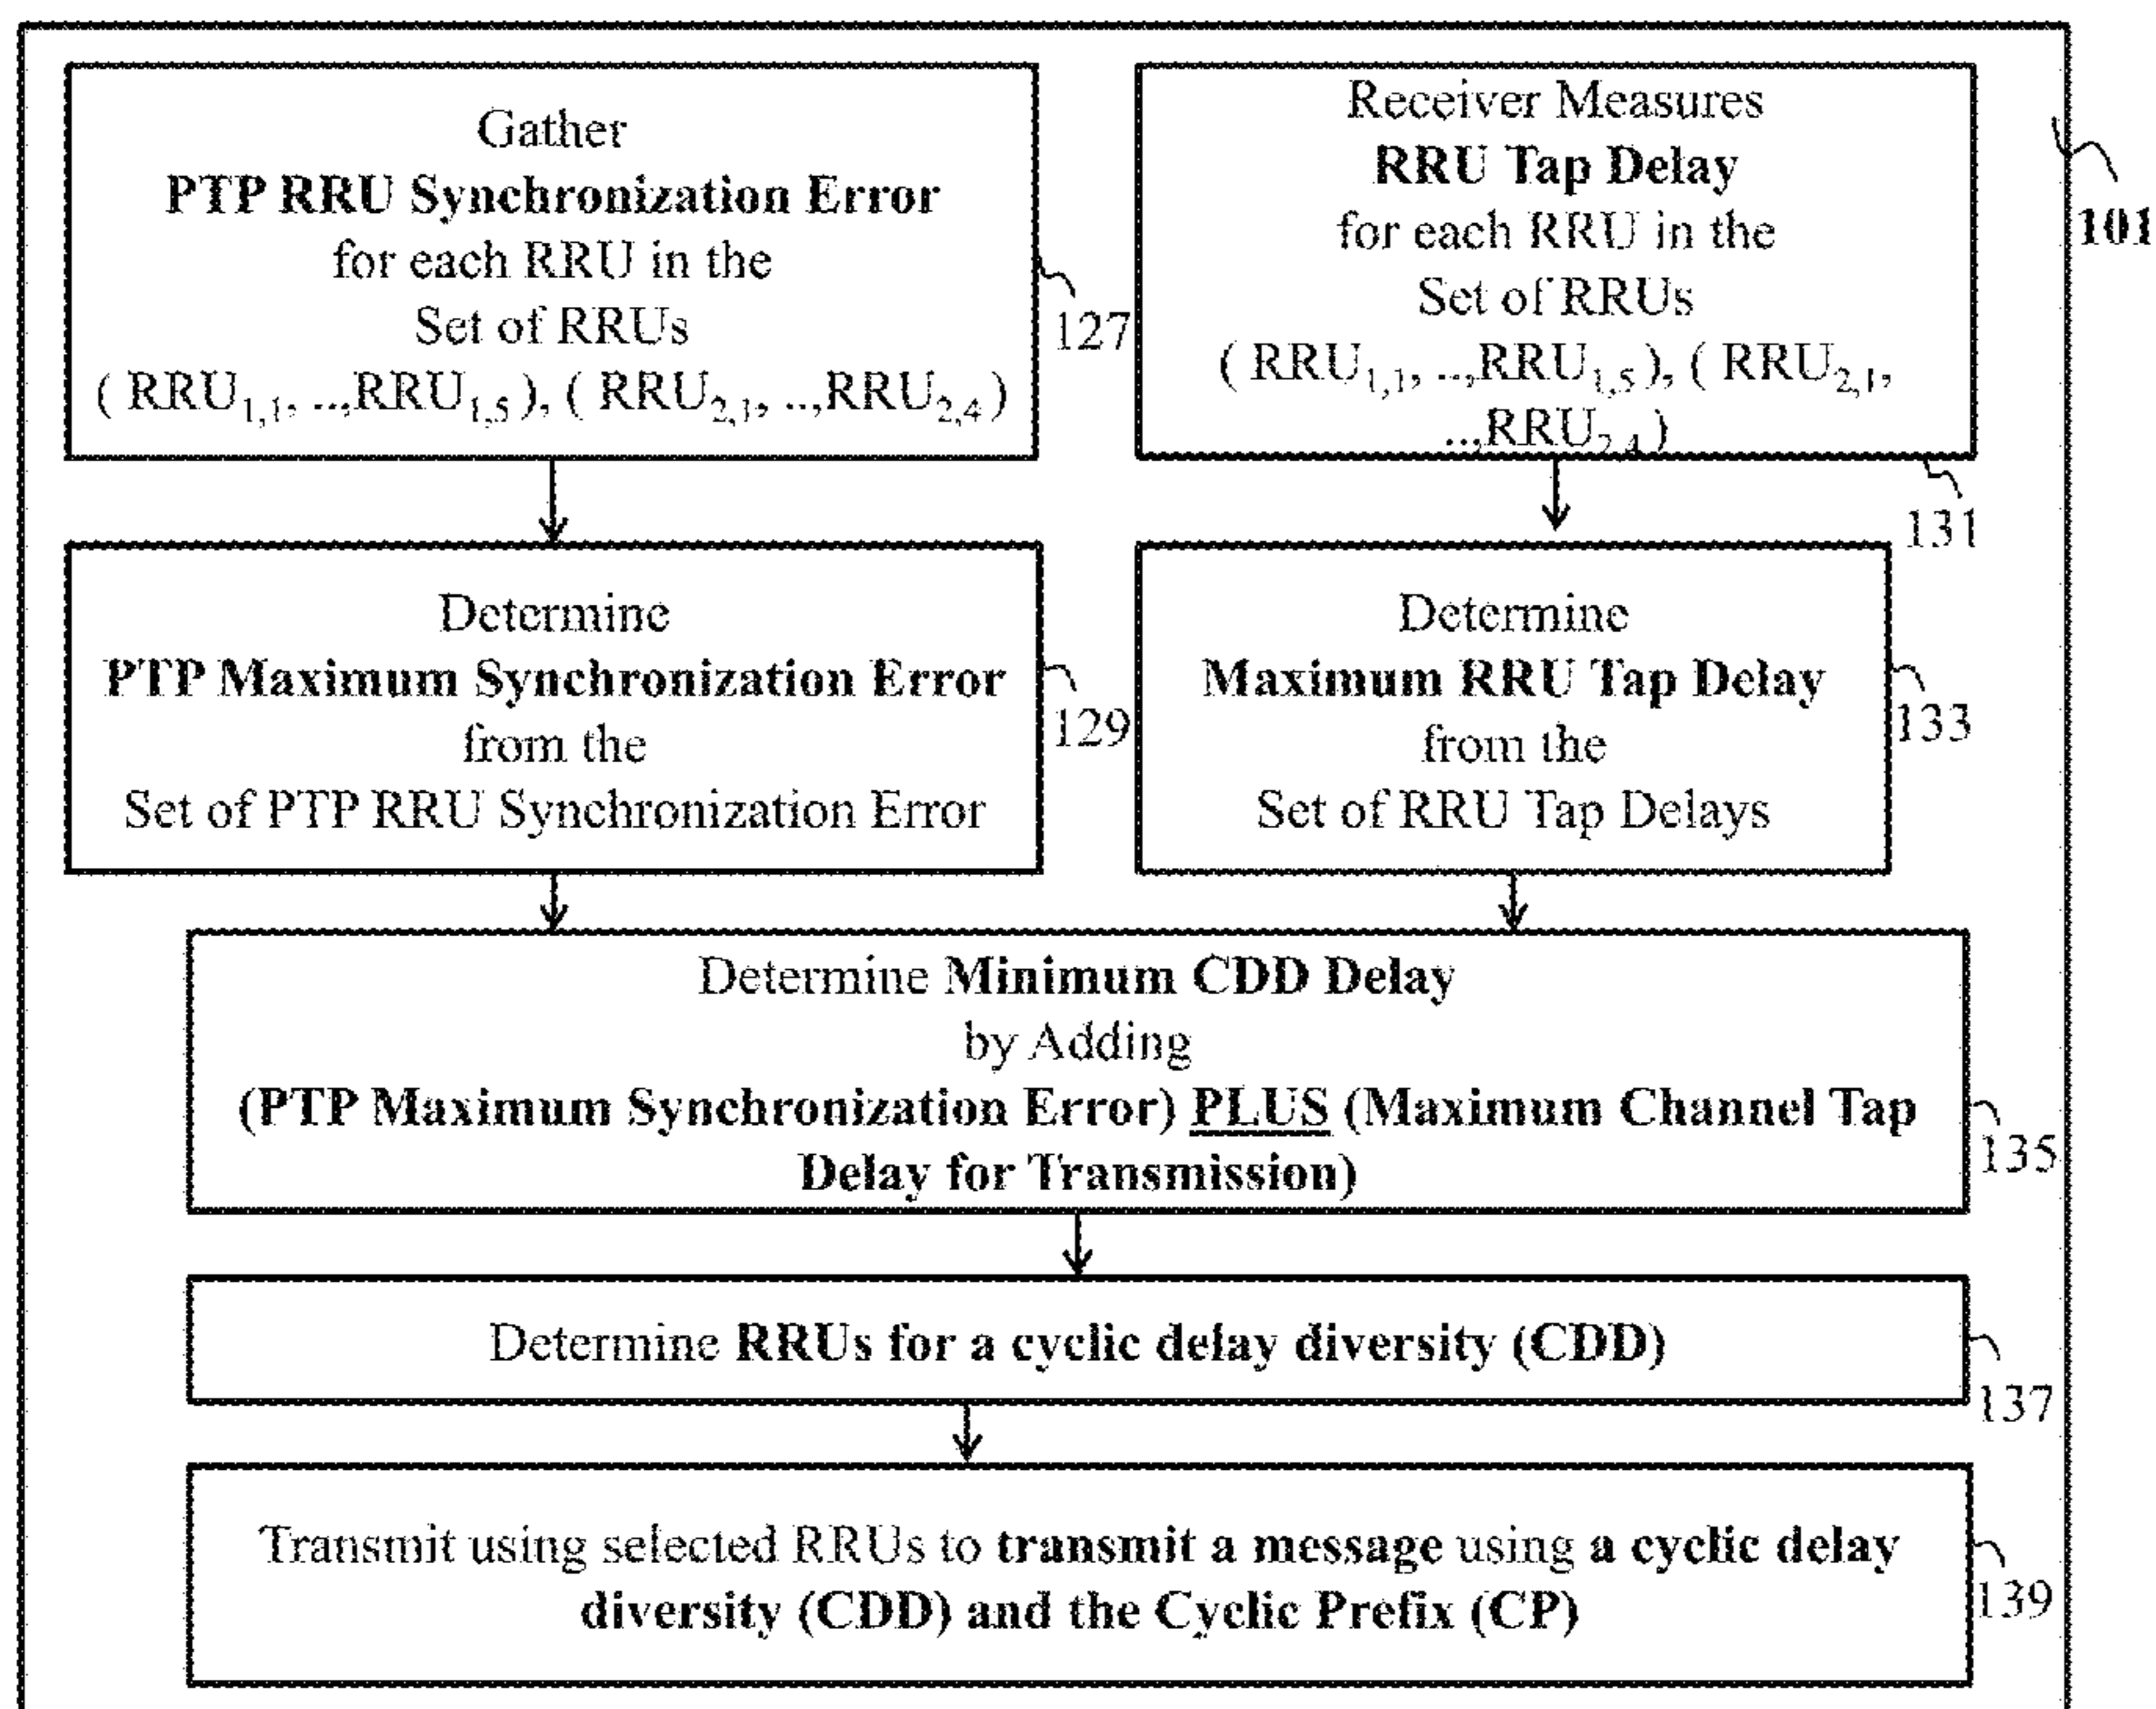 Gather
PTP RRU Synchronization Error
for each RRU in the
Set of RRUs
( RRU1,1, ..,RRU1,5 ), ( RRU2,1, ..,RRU2,4 )
127
Receiver Measures
RRU Tap Delay
for each RRU in the
Set of RRUs
( RRU1,1, ..,RRU1,5 ), ( RRU2,1,
..,RRU2,4 )
131
101
Determine
PTP Maximum Synchronization Error
from the
Set of PTP RRU Synchronization Error
129
Determine
Maximum RRU Tap Delay
from the
Set of RRU Tap Delays
133
Determine Minimum CDD Delay
by Adding
(PTP Maximum Synchronization Error) PLUS (Maximum Channel Tap
Delay for Transmission)
135
Determine RRUs for a cyclic delay diversity (CDD)
137
Transmit using selected RRUs to transmit a message using a cyclic delay
diversity (CDD) and the Cyclic Prefix (CP)
139